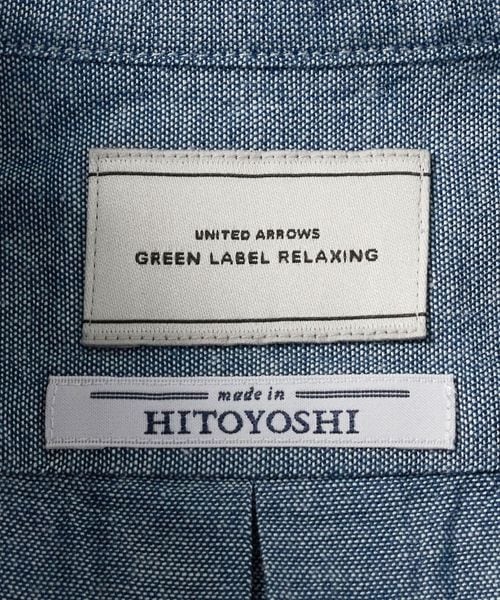 UNITED ARROWS
GREEN LABEL RELAXING
made in
HITOYOSHI